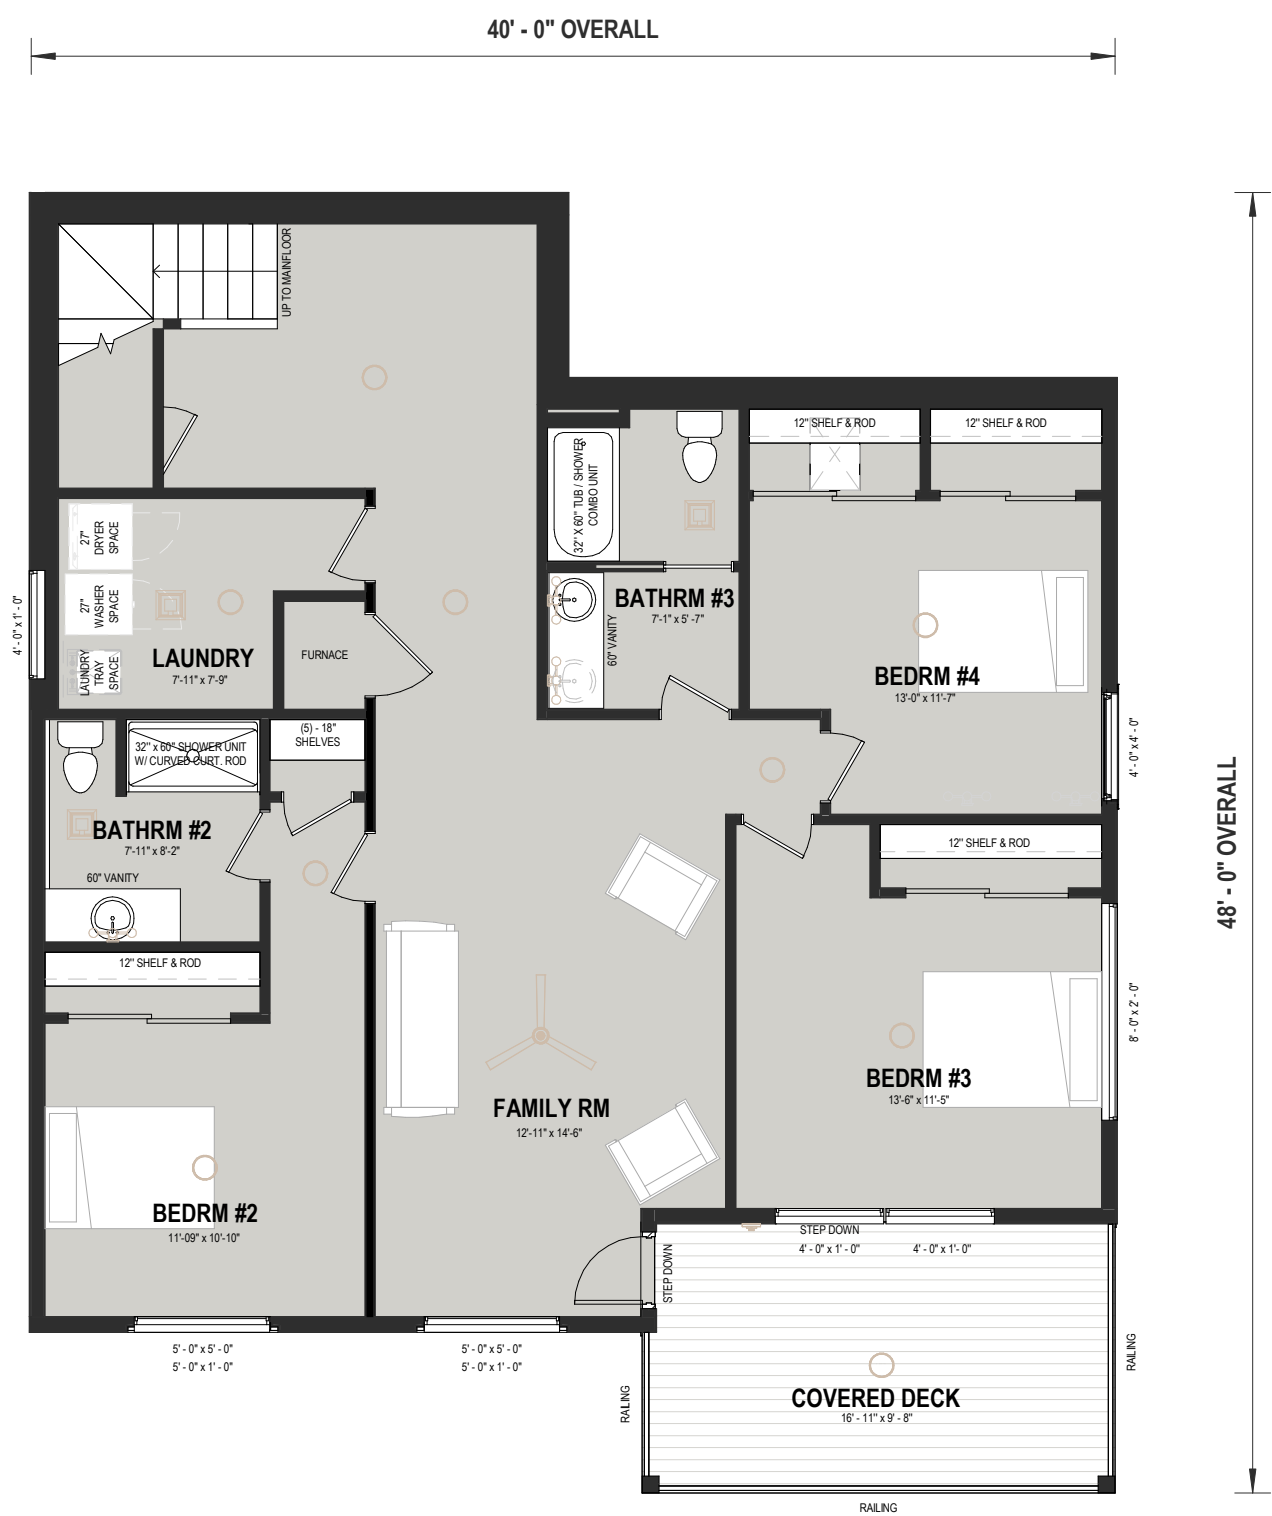 40' - 0" OVERALL
UP TO MAINFLOOR
12" SHELF & ROD
12" SHELF & ROD
32" X 60" TUB / SHOWER
COMBO UNIT
27"
DRYER
SPACE
27"
WASHER
SPACE
LAUNDRY
TRAY
SPACE
4' - 0" x 1' - 0"
LAUNDRY
7'-11" x 7'-9"
FURNACE
BATHRM #3
7'-1" x 5' -7"
60" VANITY
BEDRM #4
13'-0" x 11'-7"
4' - 0" x 4' - 0"
(5) - 18"
SHELVES
32" x 60" SHOWER UNIT
W/ CURVED CURT. ROD
BATHRM #2
7'-11" x 8'-2"
60" VANITY
12" SHELF & ROD
48' - 0" OVERALL
12" SHELF & ROD
8' - 0" x 2' - 0"
BEDRM #3
13'-6" x 11'-5"
FAMILY RM
12'-11" x 14'-6"
BEDRM #2
11'-09" x 10'-10"
STEP DOWN
4' - 0" x 1' - 0"
4' - 0" x 1' - 0"
STEP DOWN
5' - 0" x 5' - 0"
5' - 0" x 1' - 0"
5' - 0" x 5' - 0"
5' - 0" x 1' - 0"
RAILING
RAILING
COVERED DECK
16' - 11" x 9' - 8"
RAILING